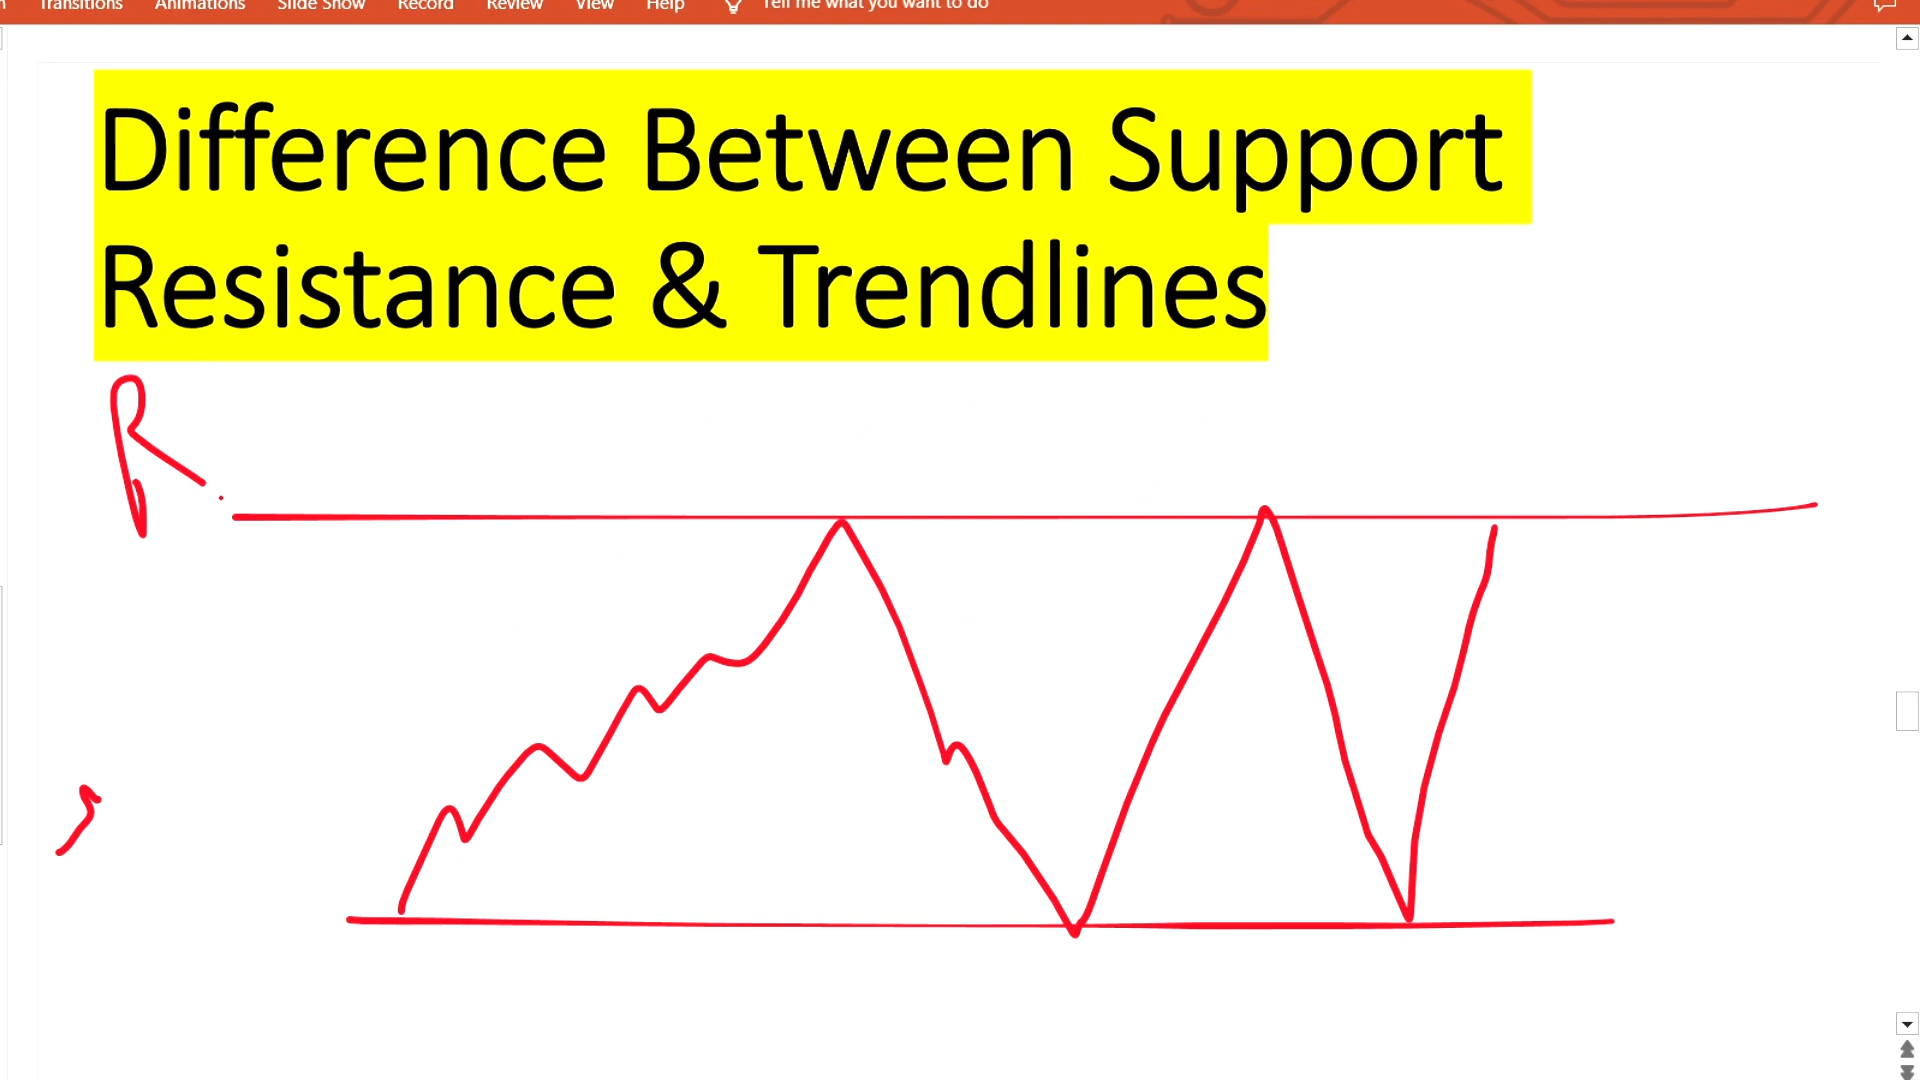 Transitions Animations Slide Show Record Review View Help Tell me what you want to do
Difference Between Support
Resistance & Trendlines
R